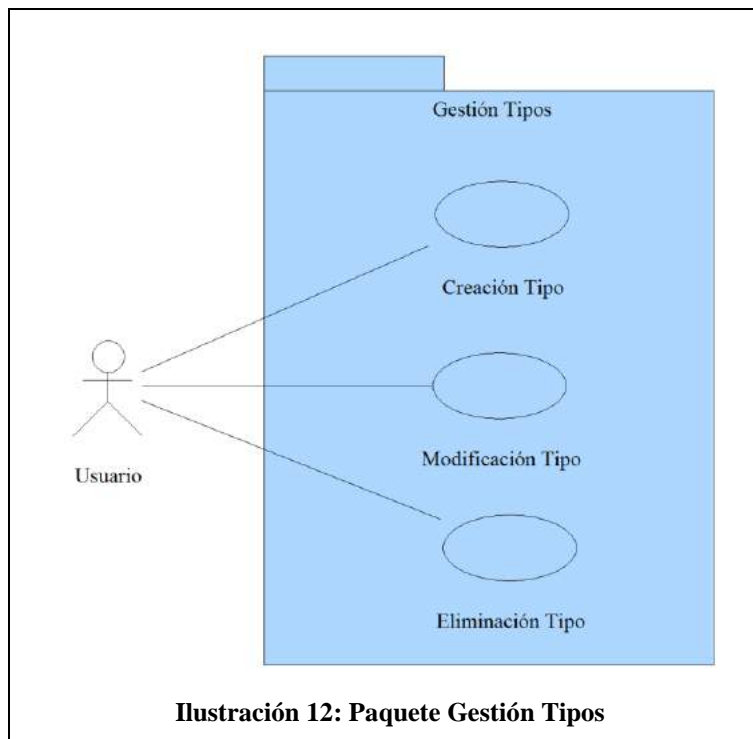 Gestión Tipos
Creación Tipo
Modificación Tipo
Usuario
Eliminación Tipo
Ilustración 12: Paquete Gestión Tipos